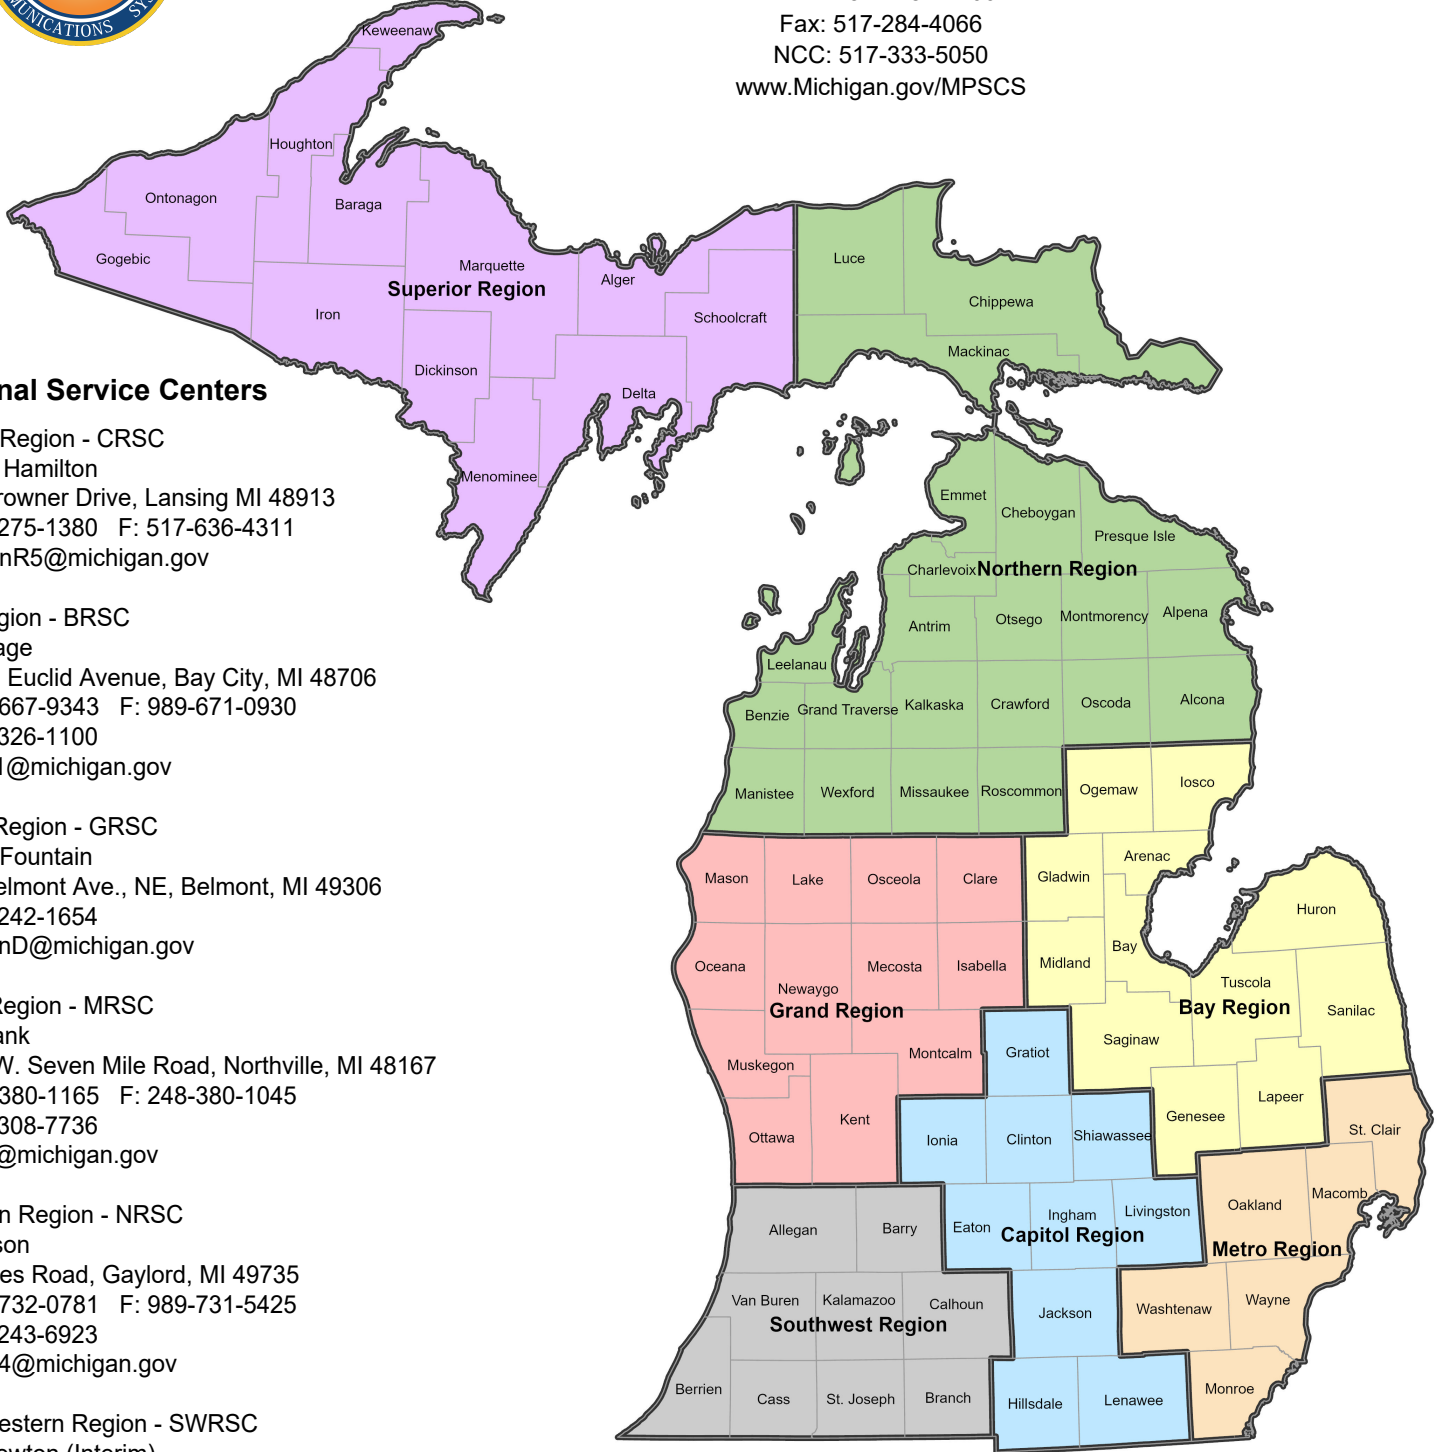 COMMUNICATIONS
Fax: 517-284-4066
NCC: 517-333-5050
www.Michigan.gov/MPSCS
Keweenaw
Houghton
Ontonagon
Baraga
Gogebic
Marquette
Superior Region
Alger
Iron
Schoolcraft
Dickinson
Delta
Menominee
Luce
Chippewa
Mackinac
nal Service Centers
Region - CRSC
Hamilton
rowner Drive, Lansing MI 48913
275-1380 F: 517-636-4311
nR5@michigan.gov
gion - BRSC
age
Euclid Avenue, Bay City, MI 48706
667-9343 F: 989-671-0930
326-1100
1@michigan.gov
Region - GRSC
Fountain
elmont Ave., NE, Belmont, MI 49306
242-1654
nD@michigan.gov
Region - MRSC
ank
W. Seven Mile Road, Northville, MI 48167
380-1165 F: 248-380-1045
308-7736
@michigan.gov
n Region - NRSC
son
es Road, Gaylord, MI 49735
732-0781 F: 989-731-5425
243-6923
4@michigan.gov
estern Region - SWRSC
(Interim)
Emmet
Cheboygan
Presque Isle
Charlevoix
Northern Region
Antrim
Otsego
Montmorency
Alpena
Leelanau
Benzie
Grand Traverse
Kalkaska
Crawford
Oscoda
Alcona
Manistee
Wexford
Missaukee
Roscommon
Ogemaw
Iosco
Mason
Lake
Osceola
Clare
Gladwin
Arenac
Huron
Oceana
Newaygo
Mecosta
Isabella
Midland
Bay
Tuscola
Sanilac
Grand Region
Bay Region
Muskegon
Montcalm
Gratiot
Saginaw
Genesee
Lapeer
St. Clair
Ottawa
Kent
Ionia
Clinton
Shiawassee
Allegan
Barry
Eaton
Ingham
Livingston
Capitol Region
Oakland
Macomb
Metro Region
Van Buren
Kalamazoo
Calhoun
Southwest Region
Jackson
Washtenaw
Wayne
Berrien
Cass
St. Joseph
Branch
Hillsdale
Lenawee
Monroe